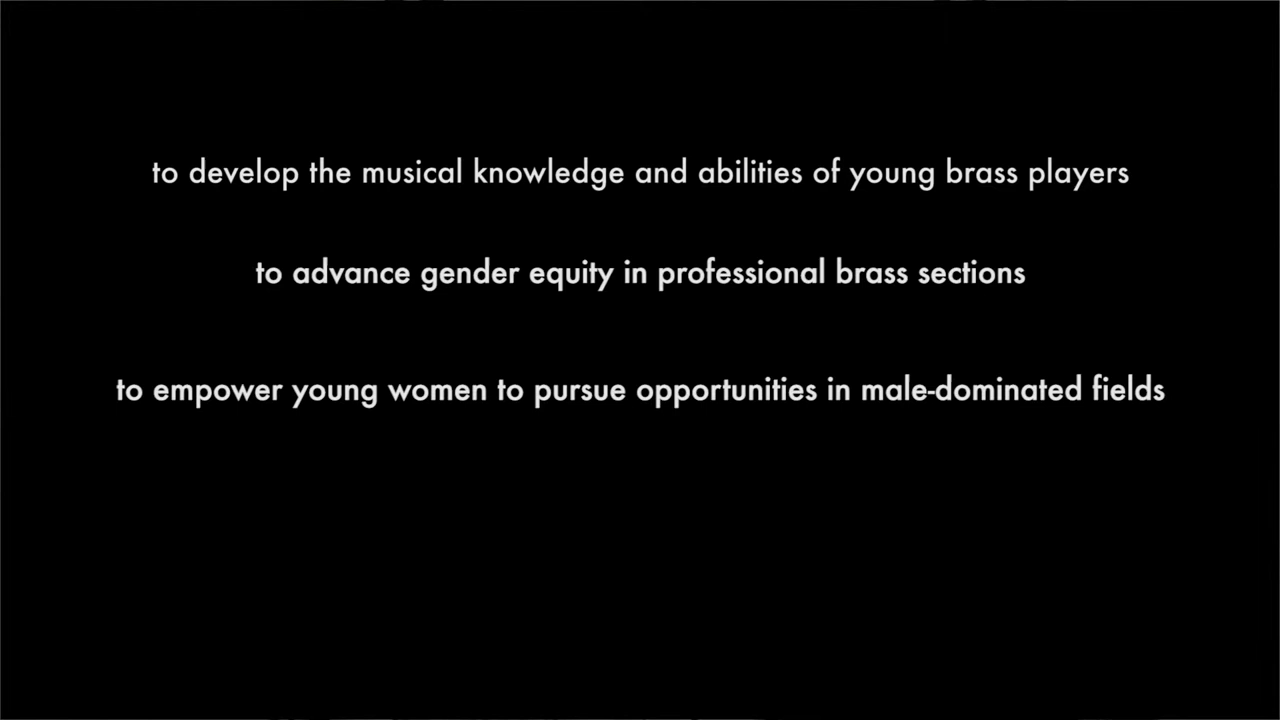 to develop the musical knowledge and abilities of young brass players
to advance gender equity in professional brass sections
to empower young women to pursue opportunities in male-dominated fields